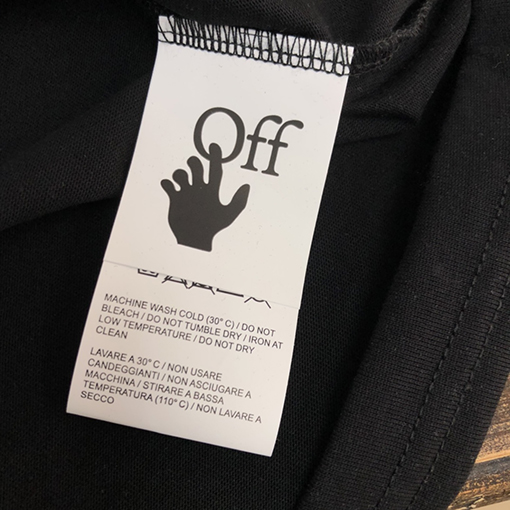 Off
MACHINE WASH COLD (30° C) / DO NOT
BLEACH / DO NOT TUMBLE DRY / IRON AT
LOW TEMPERATURE / DO NOT DRY
CLEAN
LAVARE A 30° C / NON USARE
CANDEGGIANTI / NON ASCIUGARE A
MACCHINA / STIRARE A BASSA
TEMPERATURA (110° C) / NON LAVARE A
SECCO